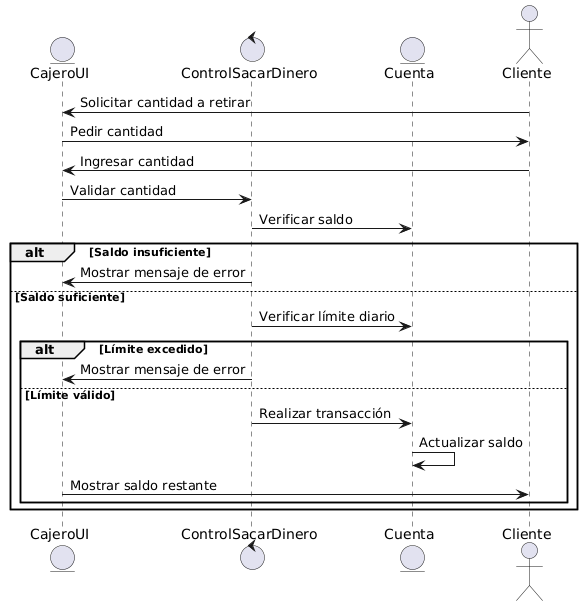 CajeroUI ControlSacarDinero Cuenta Cliente
Solicitar cantidad a retirar
Pedir cantidad
Ingresar cantidad
Validar cantidad
Verificar saldo
alt [Saldo insuficiente]
Mostrar mensaje de error
[Saldo suficiente]
Verificar límite diario
alt [Límite excedido]
Mostrar mensaje de error
[Límite válido]
Realizar transacción
Actualizar saldo
Mostrar saldo restante
CajeroUI ControlSacarDinero Cuenta Cliente